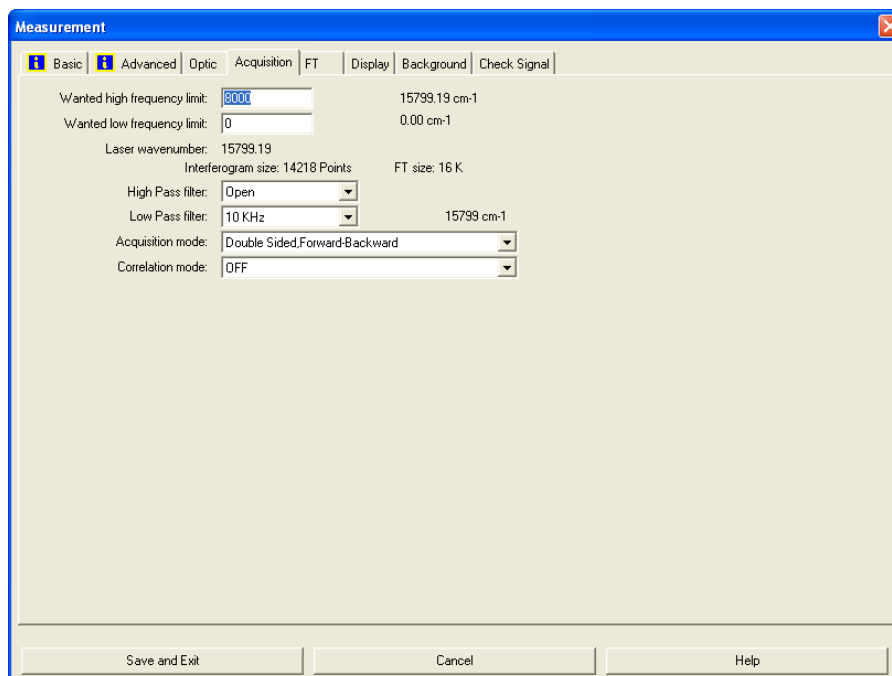 Measurement
i Basic i Advanced Optic Acquisition FT Display Background Check Signal
Wanted high frequency limit: 8000 15799.19 cm-1
Wanted low frequency limit: 0 0.00 cm-1
Laser wavenumber: 15799.19
Interferogram size: 14218 Points FT size: 16 K
High Pass filter: Open
Low Pass filter: 10 KHz 15799 cm-1
Acquisition mode: Double Sided,Forward-Backward
Correlation mode: OFF
Save and Exit Cancel Help